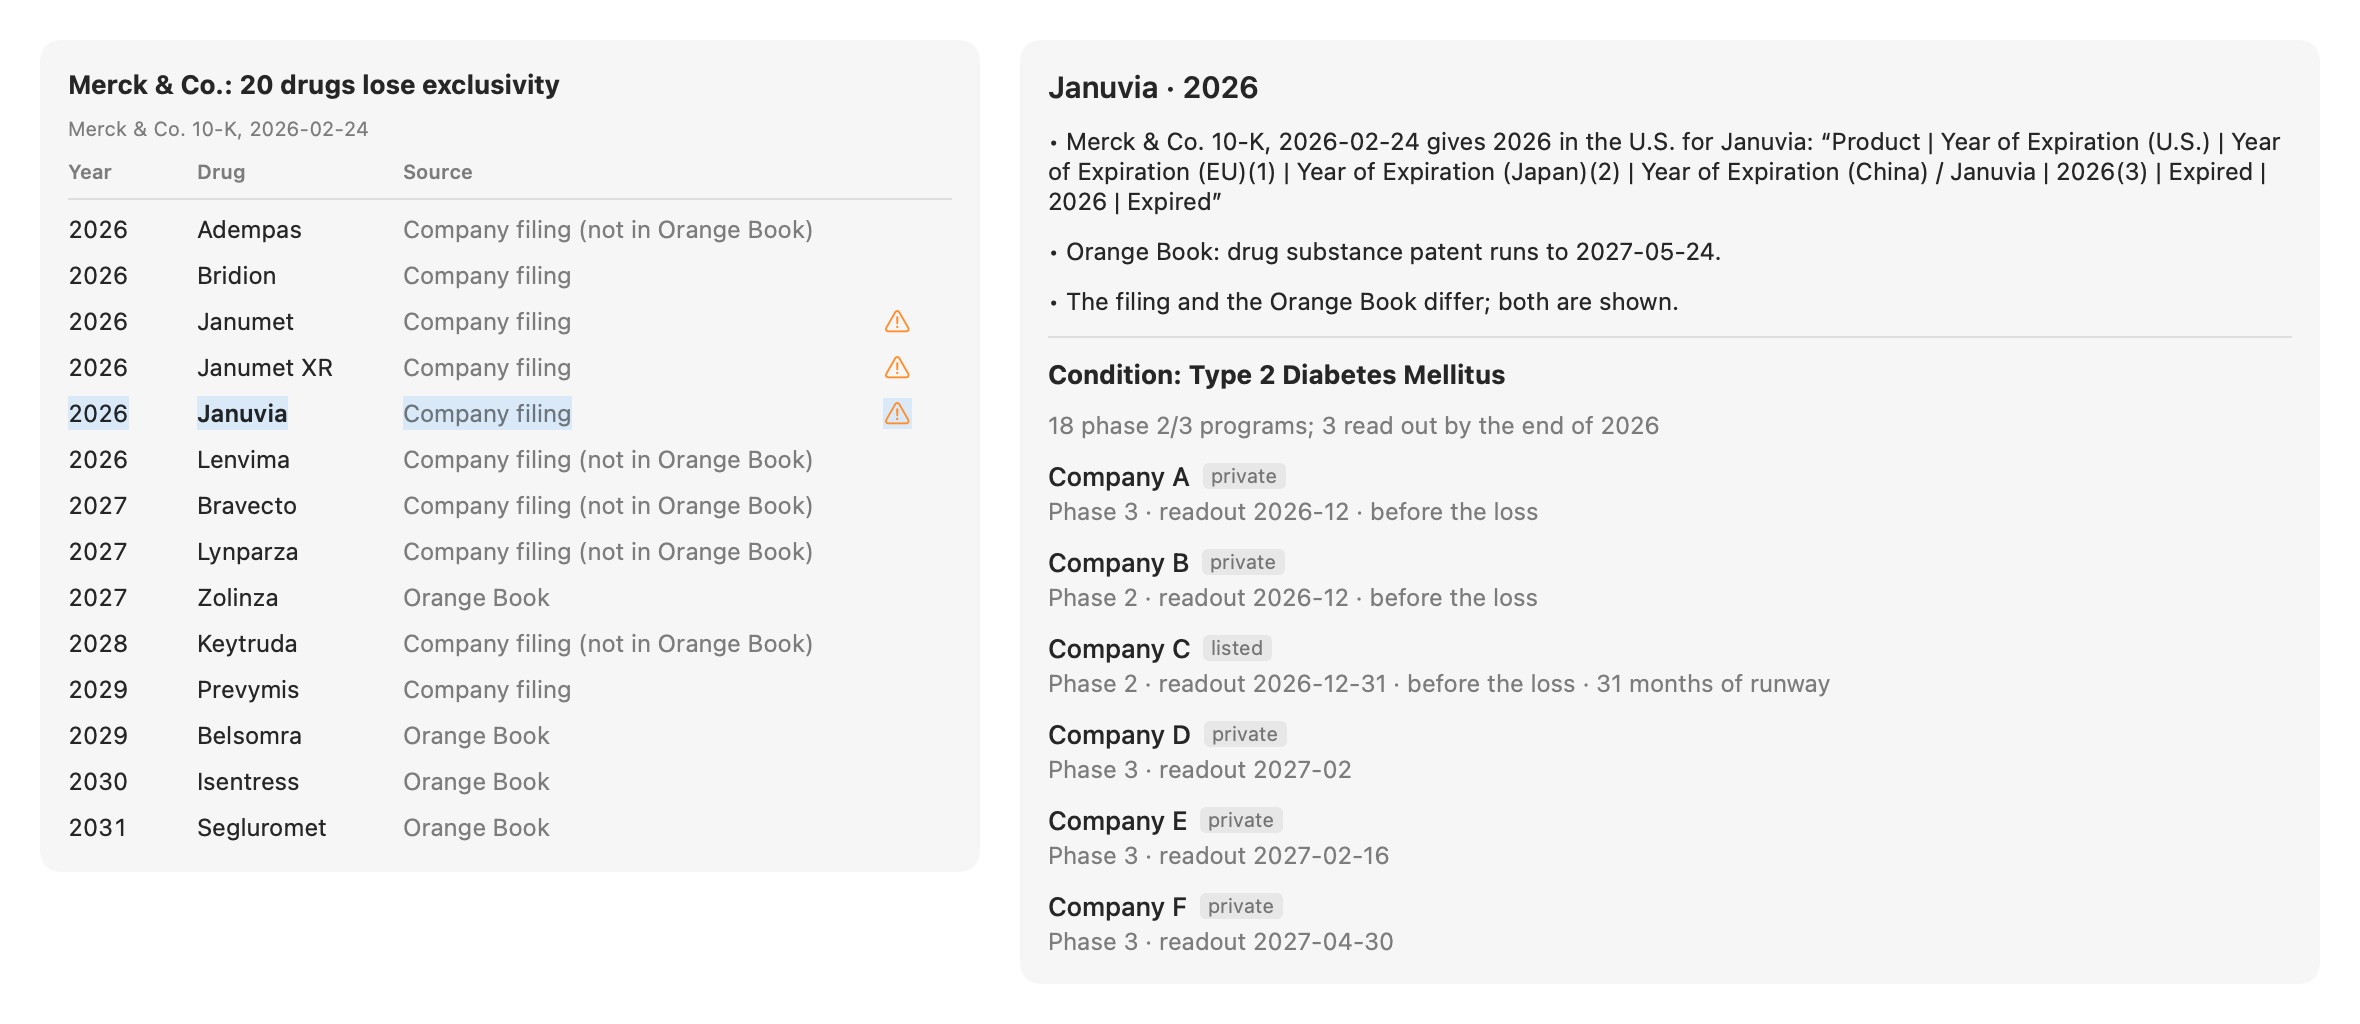 Merck & Co.: 20 drugs lose exclusivity
Merck & Co. 10-K, 2026-02-24
Year Drug Source
2026 Adempas Company filing (not in Orange Book)
2026 Bridion Company filing
2026 Janumet Company filing
2026 Janumet XR Company filing
2026 Januvia Company filing
2026 Lenvima Company filing (not in Orange Book)
2027 Bravecto Company filing (not in Orange Book)
2027 Lynparza Company filing (not in Orange Book)
2027 Zolinza Orange Book
2028 Keytruda Company filing (not in Orange Book)
2029 Prevymis Company filing
2029 Belsomra Orange Book
2030 Isentress Orange Book
2031 Segluromet Orange Book
Januvia · 2026
• Merck & Co. 10-K, 2026-02-24 gives 2026 in the U.S. for Januvia: “Product | Year of Expiration (U.S.) | Year
of Expiration (EU)(1) | Year of Expiration (Japan)(2) | Year of Expiration (China) / Januvia | 2026(3) | Expired |
2026 | Expired”
• Orange Book: drug substance patent runs to 2027-05-24.
• The filing and the Orange Book differ; both are shown.
Condition: Type 2 Diabetes Mellitus
18 phase 2/3 programs; 3 read out by the end of 2026
Company A private
Phase 3 · readout 2026-12 · before the loss
Company B private
Phase 2 · readout 2026-12 · before the loss
Company C listed
Phase 2 · readout 2026-12-31 · before the loss · 31 months of runway
Company D private
Phase 3 · readout 2027-02
Company E private
Phase 3 · readout 2027-02-16
Company F private
Phase 3 · readout 2027-04-30